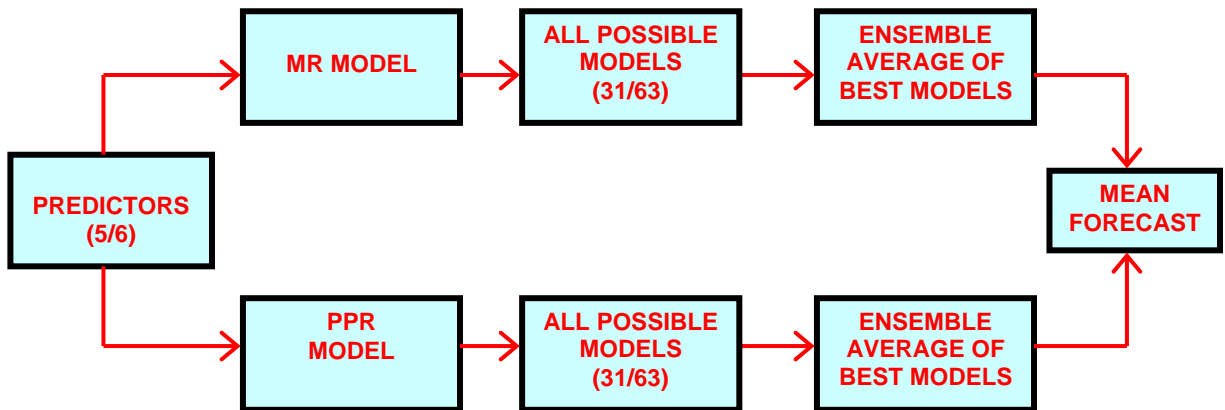 MR MODEL
ALL POSSIBLE
MODELS
(31/63)
ENSEMBLE
AVERAGE OF
BEST MODELS
PREDICTORS
(5/6)
MEAN
FORECAST
PPR
MODEL
ALL POSSIBLE
MODELS
(31/63)
ENSEMBLE
AVERAGE OF
BEST MODELS